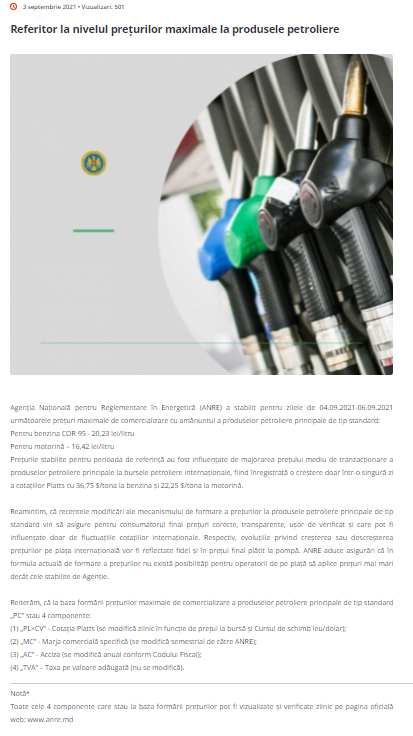 3 septembrie 2021 • Vizualizari: 501
Referitor la nivelul prețurilor maximale la produsele petroliere
Agenția Națională pentru Reglementare în Energetică (ANRE) a stabilit pentru zilele de 04.09.2021-06.09.2021
următoarele prețuri maximale de comercializare cu amănuntul a produselor petroliere principale de tip standard:
Pentru benzina COR 95 - 20,23 lei/litru
Pentru motorină – 16,42 lei/litru
Prețurile stabilite pentru perioada de referință au fost influențate de majorarea prețului mediu de tranzacționare a
produselor petroliere principale la bursele petroliere internaționale, fiind înregistrată o creștere doar într-o singură zi
a cotaţiilor Platts cu 36,75 $/tona la benzina și 22,25 $/tona la motorină.
Reamintim, că recentele modificări ale mecanismului de formare a prețurilor la produsele petroliere principale de tip
standard vin să asigure pentru consumatorul final prețuri corecte, transparente, ușor de verificat și care pot fi
influențate doar de fluctuațiile cotațiilor internaționale. Respectiv, evoluțiile privind creșterea sau descreșterea
prețurilor pe piața internațională vor fi reflectate fidel și în prețul final plătit la pompă. ANRE aduce asigurări că în
formula actuală de formare a prețurilor nu există posibilități pentru operatorii de pe piață să aplice prețuri mai mari
decât cele stabilite de Agenție.
Reiterăm, că la baza formării prețurilor maximale de comercializare a produselor petroliere principale de tip standard
„PC” stau 4 componente:
(1) „PL×CV” - Cotația Platts (se modifică zilnic în funcție de prețul la bursă și Cursul de schimb leu/dolar);
(2) „MC” - Marja comercială specifică (se modifică semestrial de către ANRE);
(3) „AC” - Acciza (se modifică anual conform Codului Fiscal);
(4) „TVA” – Taxa pe valoare adăugată (nu se modifică).
Notă*
Toate cele 4 componente care stau la baza formării prețurilor pot fi vizualizate și verificate zilnic pe pagina oficială
web: www.anre.md